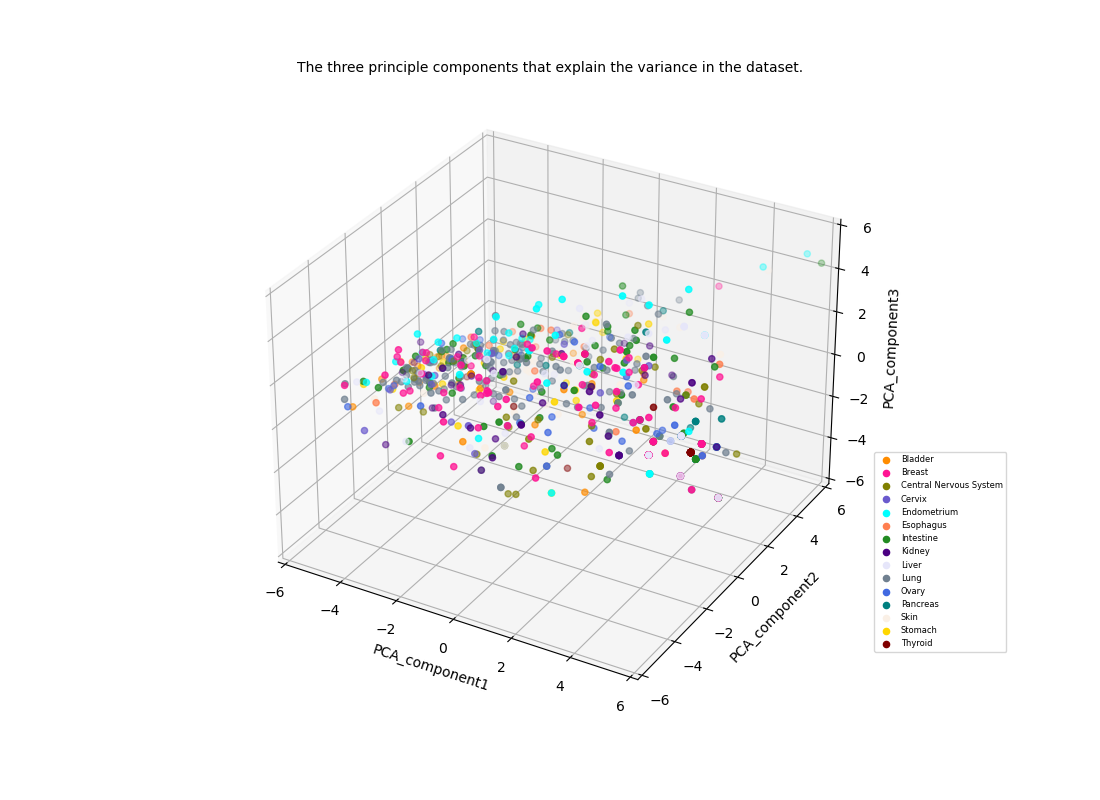 The three principle components that explain the variance in the dataset.
6
4
2
0
−2
−4
−6
PCA_component3
6
4
2
0
−2
−4
−6
PCA_component2
−6
−4
−2
0
2
4
6
PCA_component1
Bladder
Breast
Central Nervous System
Cervix
Endometrium
Esophagus
Intestine
Kidney
Liver
Lung
Ovary
Pancreas
Skin
Stomach
Thyroid